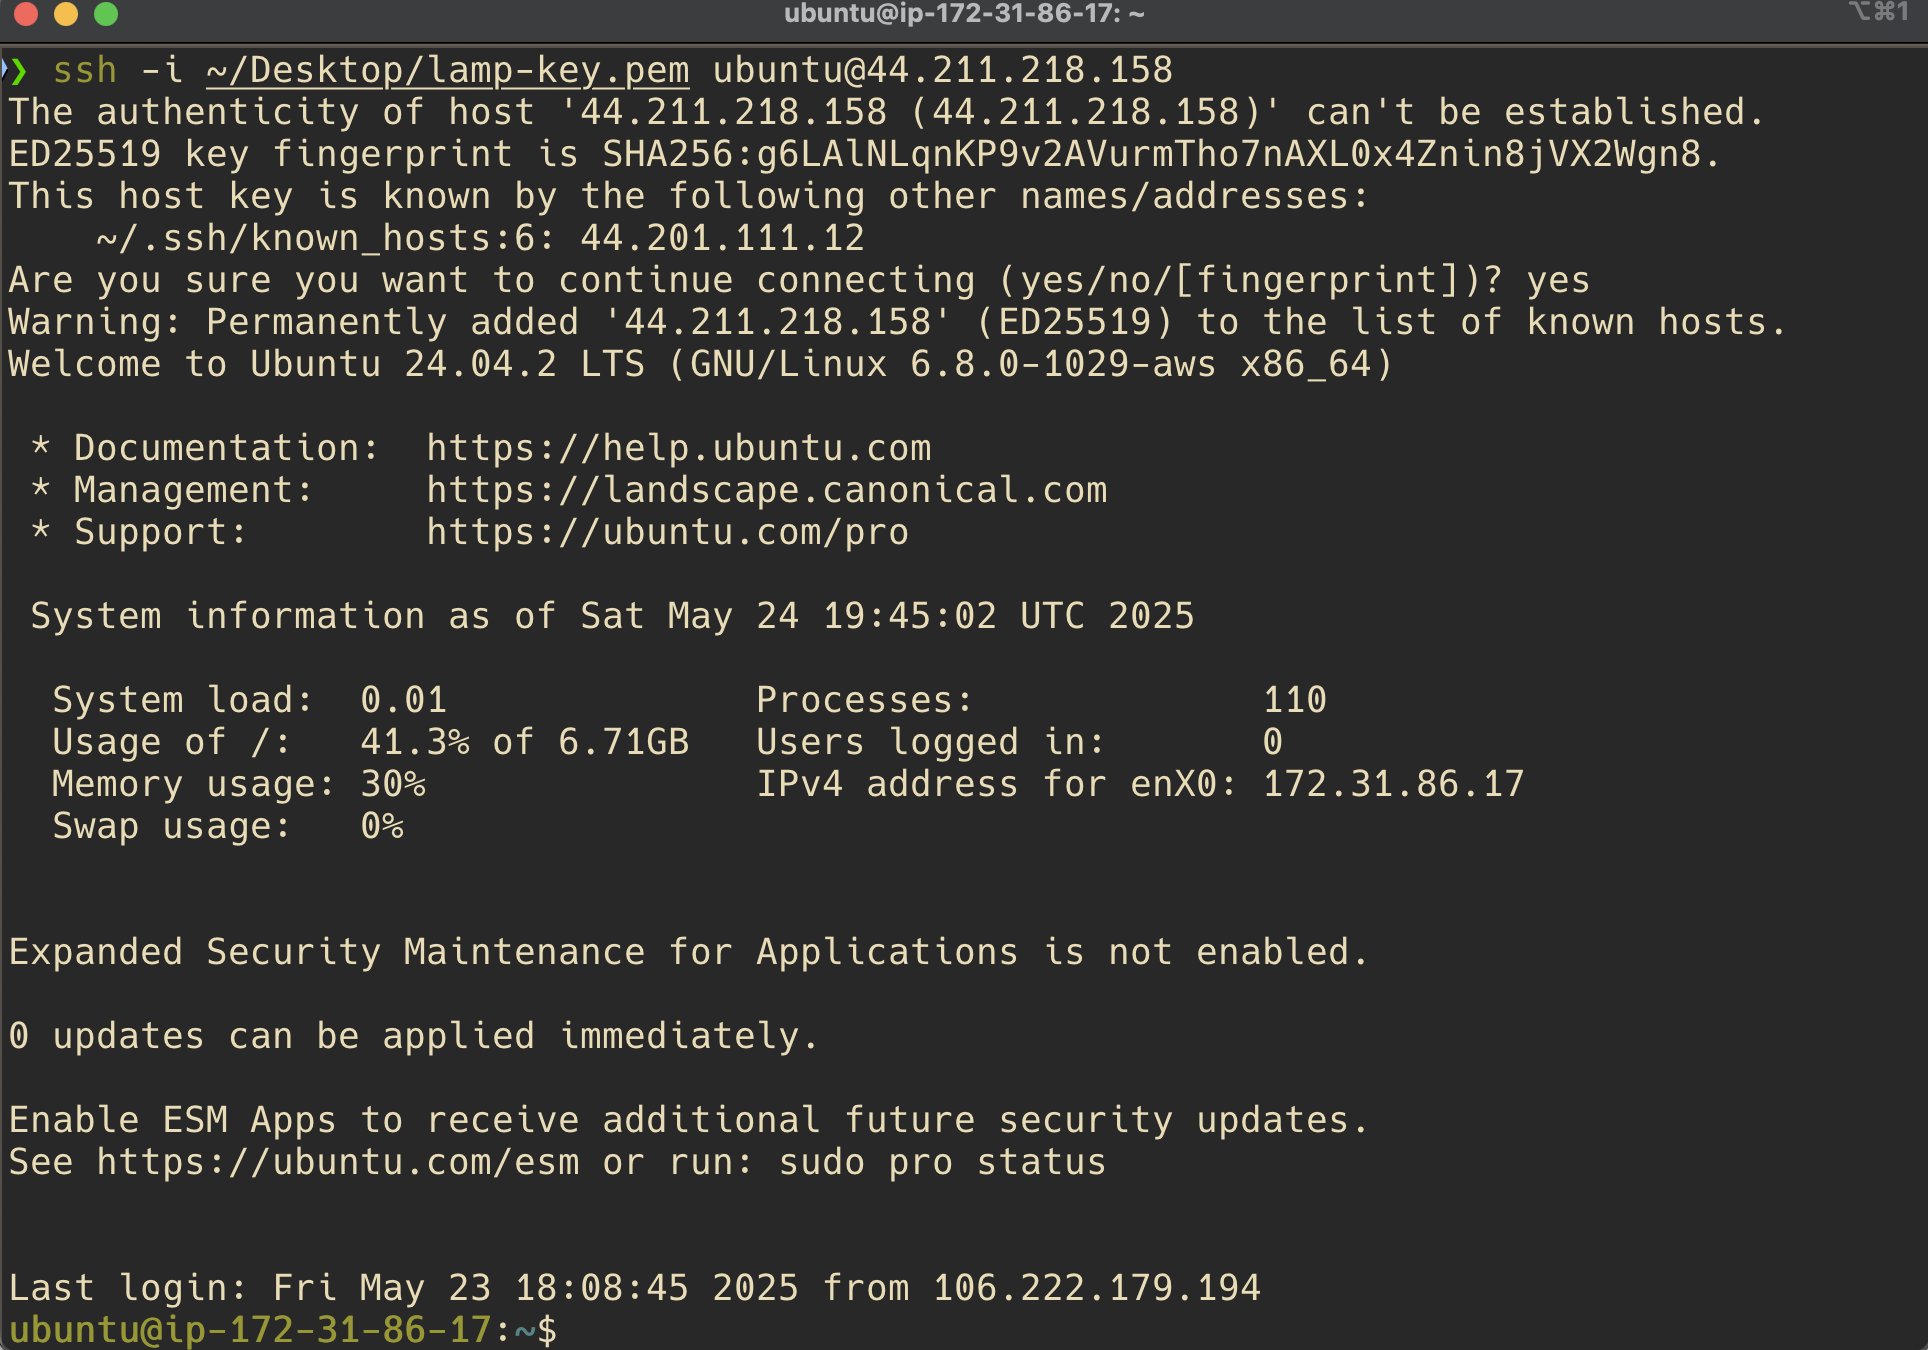 ubuntu@ip-172-31-86-17: ~
⌥⌘1
❯ ssh -i ~/Desktop/lamp-key.pem ubuntu@44.211.218.158
The authenticity of host '44.211.218.158 (44.211.218.158)' can't be established.
ED25519 key fingerprint is SHA256:g6LAlNLqnKP9v2AVurmTho7nAXL0x4Znin8jVX2Wgn8.
This host key is known by the following other names/addresses:
    ~/.ssh/known_hosts:6: 44.201.111.12
Are you sure you want to continue connecting (yes/no/[fingerprint])? yes
Warning: Permanently added '44.211.218.158' (ED25519) to the list of known hosts.
Welcome to Ubuntu 24.04.2 LTS (GNU/Linux 6.8.0-1029-aws x86_64)
 * Documentation:  https://help.ubuntu.com
 * Management:     https://landscape.canonical.com
 * Support:        https://ubuntu.com/pro
 System information as of Sat May 24 19:45:02 UTC 2025
  System load:  0.01              Processes:             110
  Usage of /:   41.3% of 6.71GB   Users logged in:       0
  Memory usage: 30%               IPv4 address for enX0: 172.31.86.17
  Swap usage:   0%
Expanded Security Maintenance for Applications is not enabled.
0 updates can be applied immediately.
Enable ESM Apps to receive additional future security updates.
See https://ubuntu.com/esm or run: sudo pro status
Last login: Fri May 23 18:08:45 2025 from 106.222.179.194
ubuntu@ip-172-31-86-17:~$